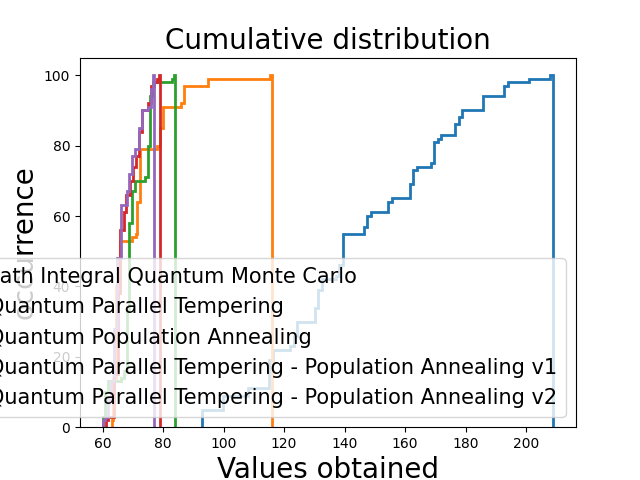 Cumulative distribution
100
80
60
40
20
0
60 80 100 120 140 160 180 200
Values obtained
ath Integral Quantum Monte Carlo
Quantum Parallel Tempering
Quantum Population Annealing
Quantum Parallel Tempering - Population Annealing v1
Quantum Parallel Tempering - Population Annealing v2